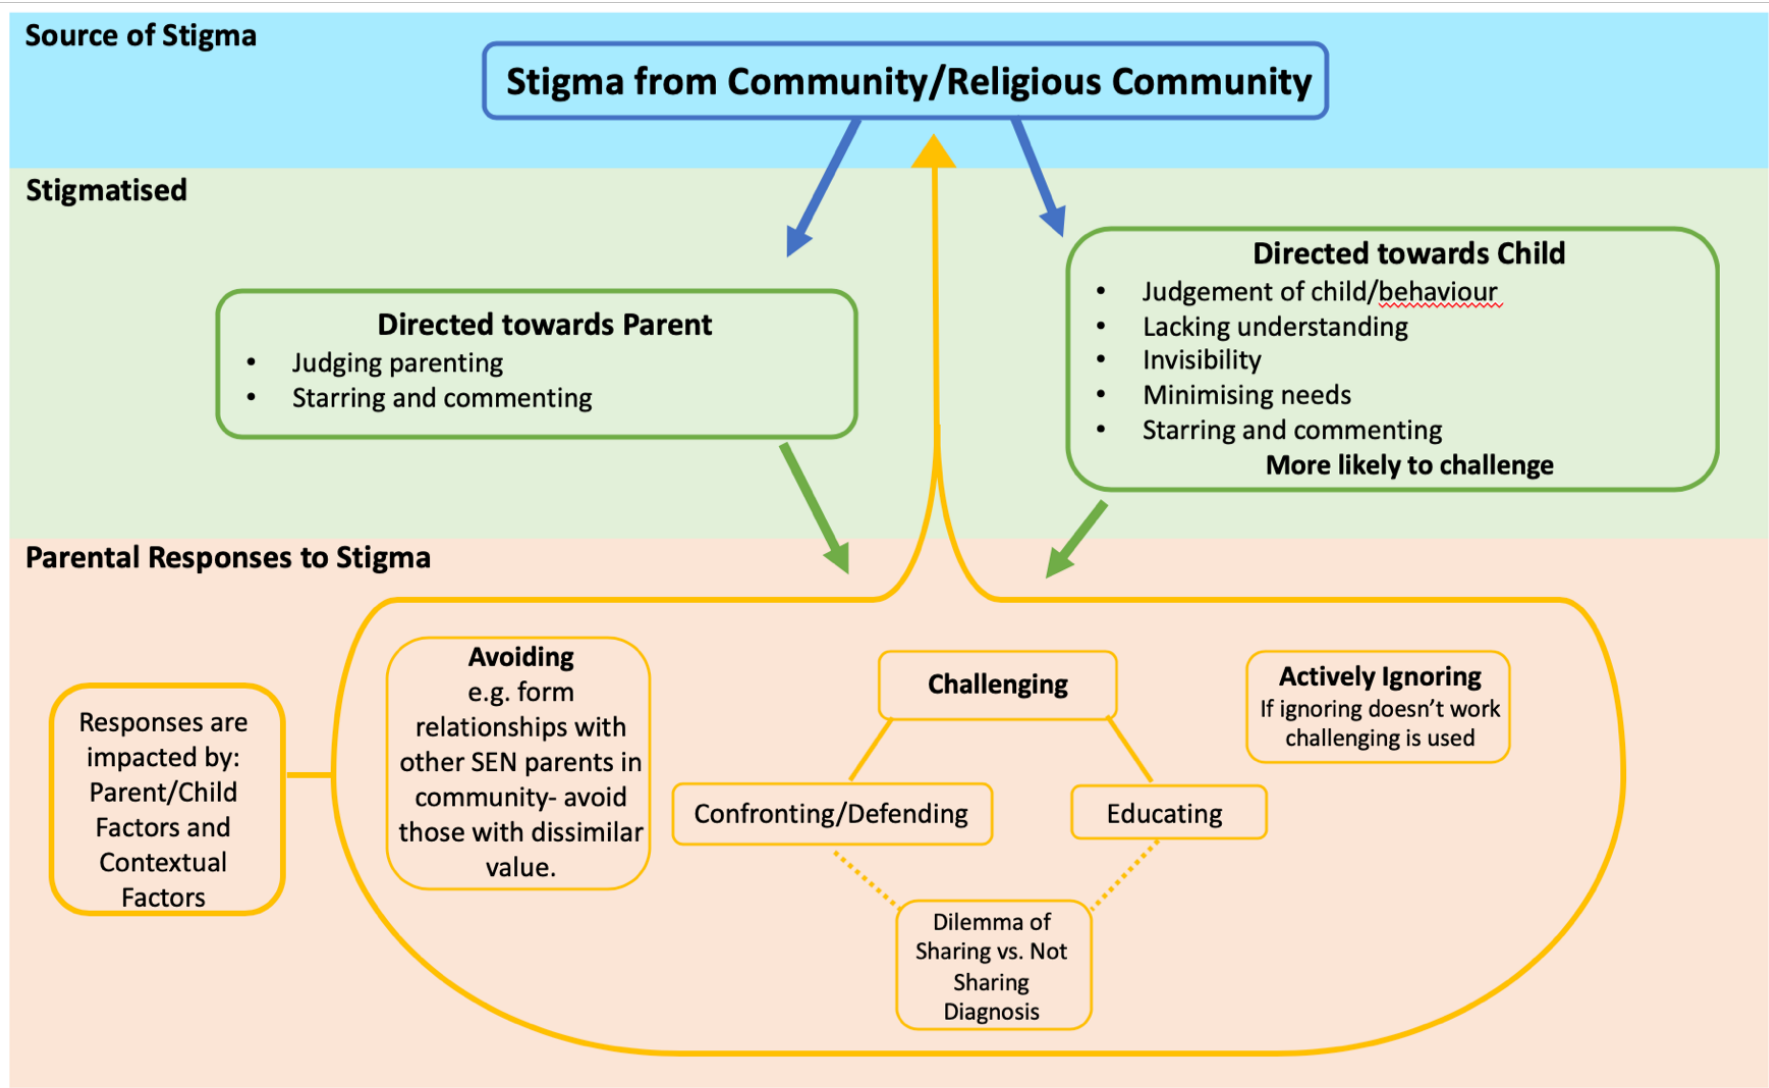 Source of Stigma
Stigma from Community/Religious Community
Stigmatised
Directed towards Parent
• Judging parenting
• Starring and commenting
Directed towards Child
• Judgement of child/behaviour
• Lacking understanding
• Invisibility
• Minimising needs
• Starring and commenting
More likely to challenge
Parental Responses to Stigma
Responses are
impacted by:
Parent/Child
Factors and
Contextual
Factors
Avoiding
e.g. form
relationships with
other SEN parents in
community- avoid
those with dissimilar
value.
Challenging
Confronting/Defending
Educating
Dilemma of
Sharing vs. Not
Sharing
Diagnosis
Actively Ignoring
If ignoring doesn’t work
challenging is used